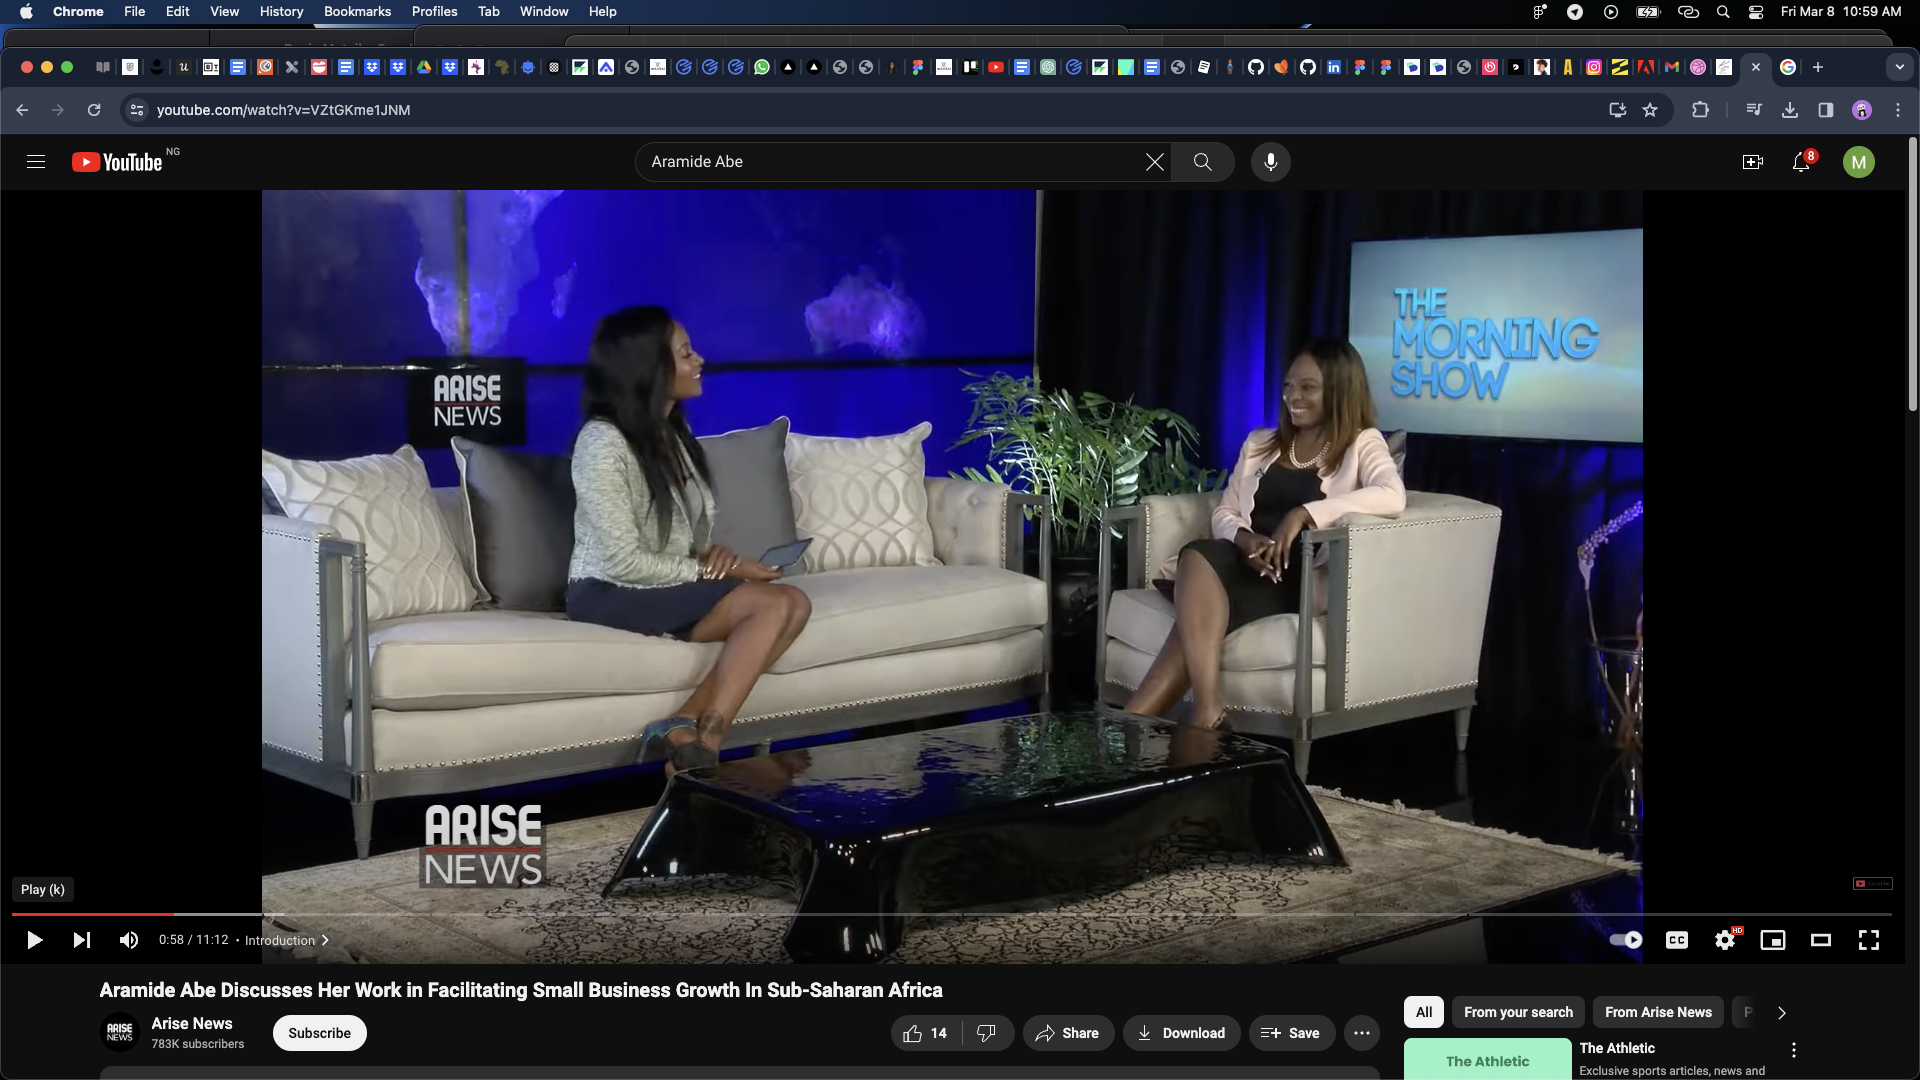 Chrome File Edit View History Bookmarks Profiles Tab Window Help Fri Mar 8 10:59 AM
youtube.com/watch?v=VZtGKme1JNM
YouTube NG
Aramide Abe
8
M
THE
MORNING
SHOW
ARISE
NEWS
ARISE
NEWS
Play (k)
0:58 / 11:12 • Introduction
CC
HD
Aramide Abe Discusses Her Work in Facilitating Small Business Growth In Sub-Saharan Africa
ARISE
NEWS
Arise News
783K subscribers
Subscribe
14
Share
Download
Save
All
From your search
From Arise News
P
The Athletic
The Athletic
Exclusive sports articles, news and